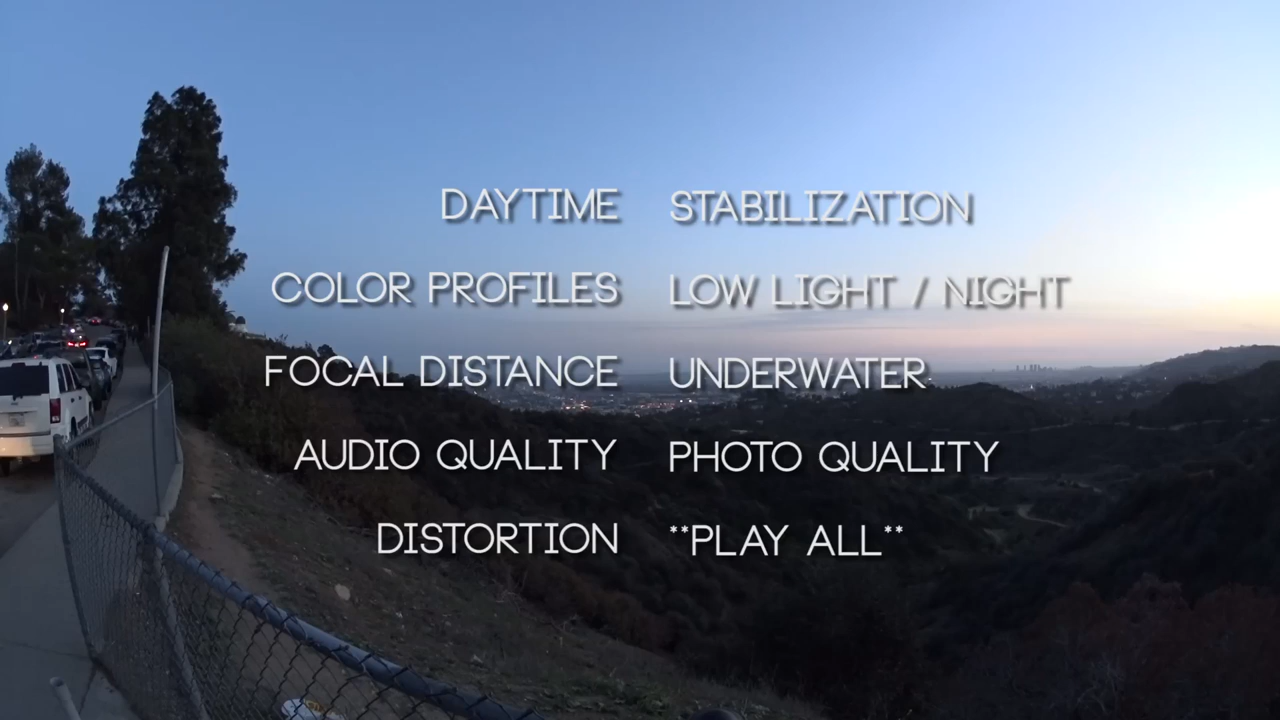 DAYTIME
STABILIZATION
COLOR PROFILES
LOW LIGHT / NIGHT
FOCAL DISTANCE
UNDERWATER
AUDIO QUALITY
PHOTO QUALITY
DISTORTION
**PLAY ALL**